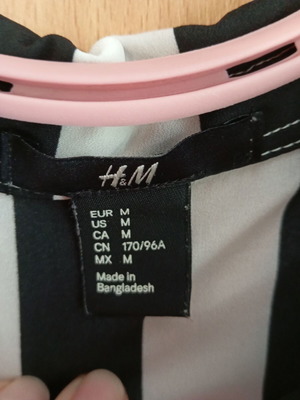 H&M
EUR M
US M
CA M
CN 170/96A
MX M
Made in
Bangladesh